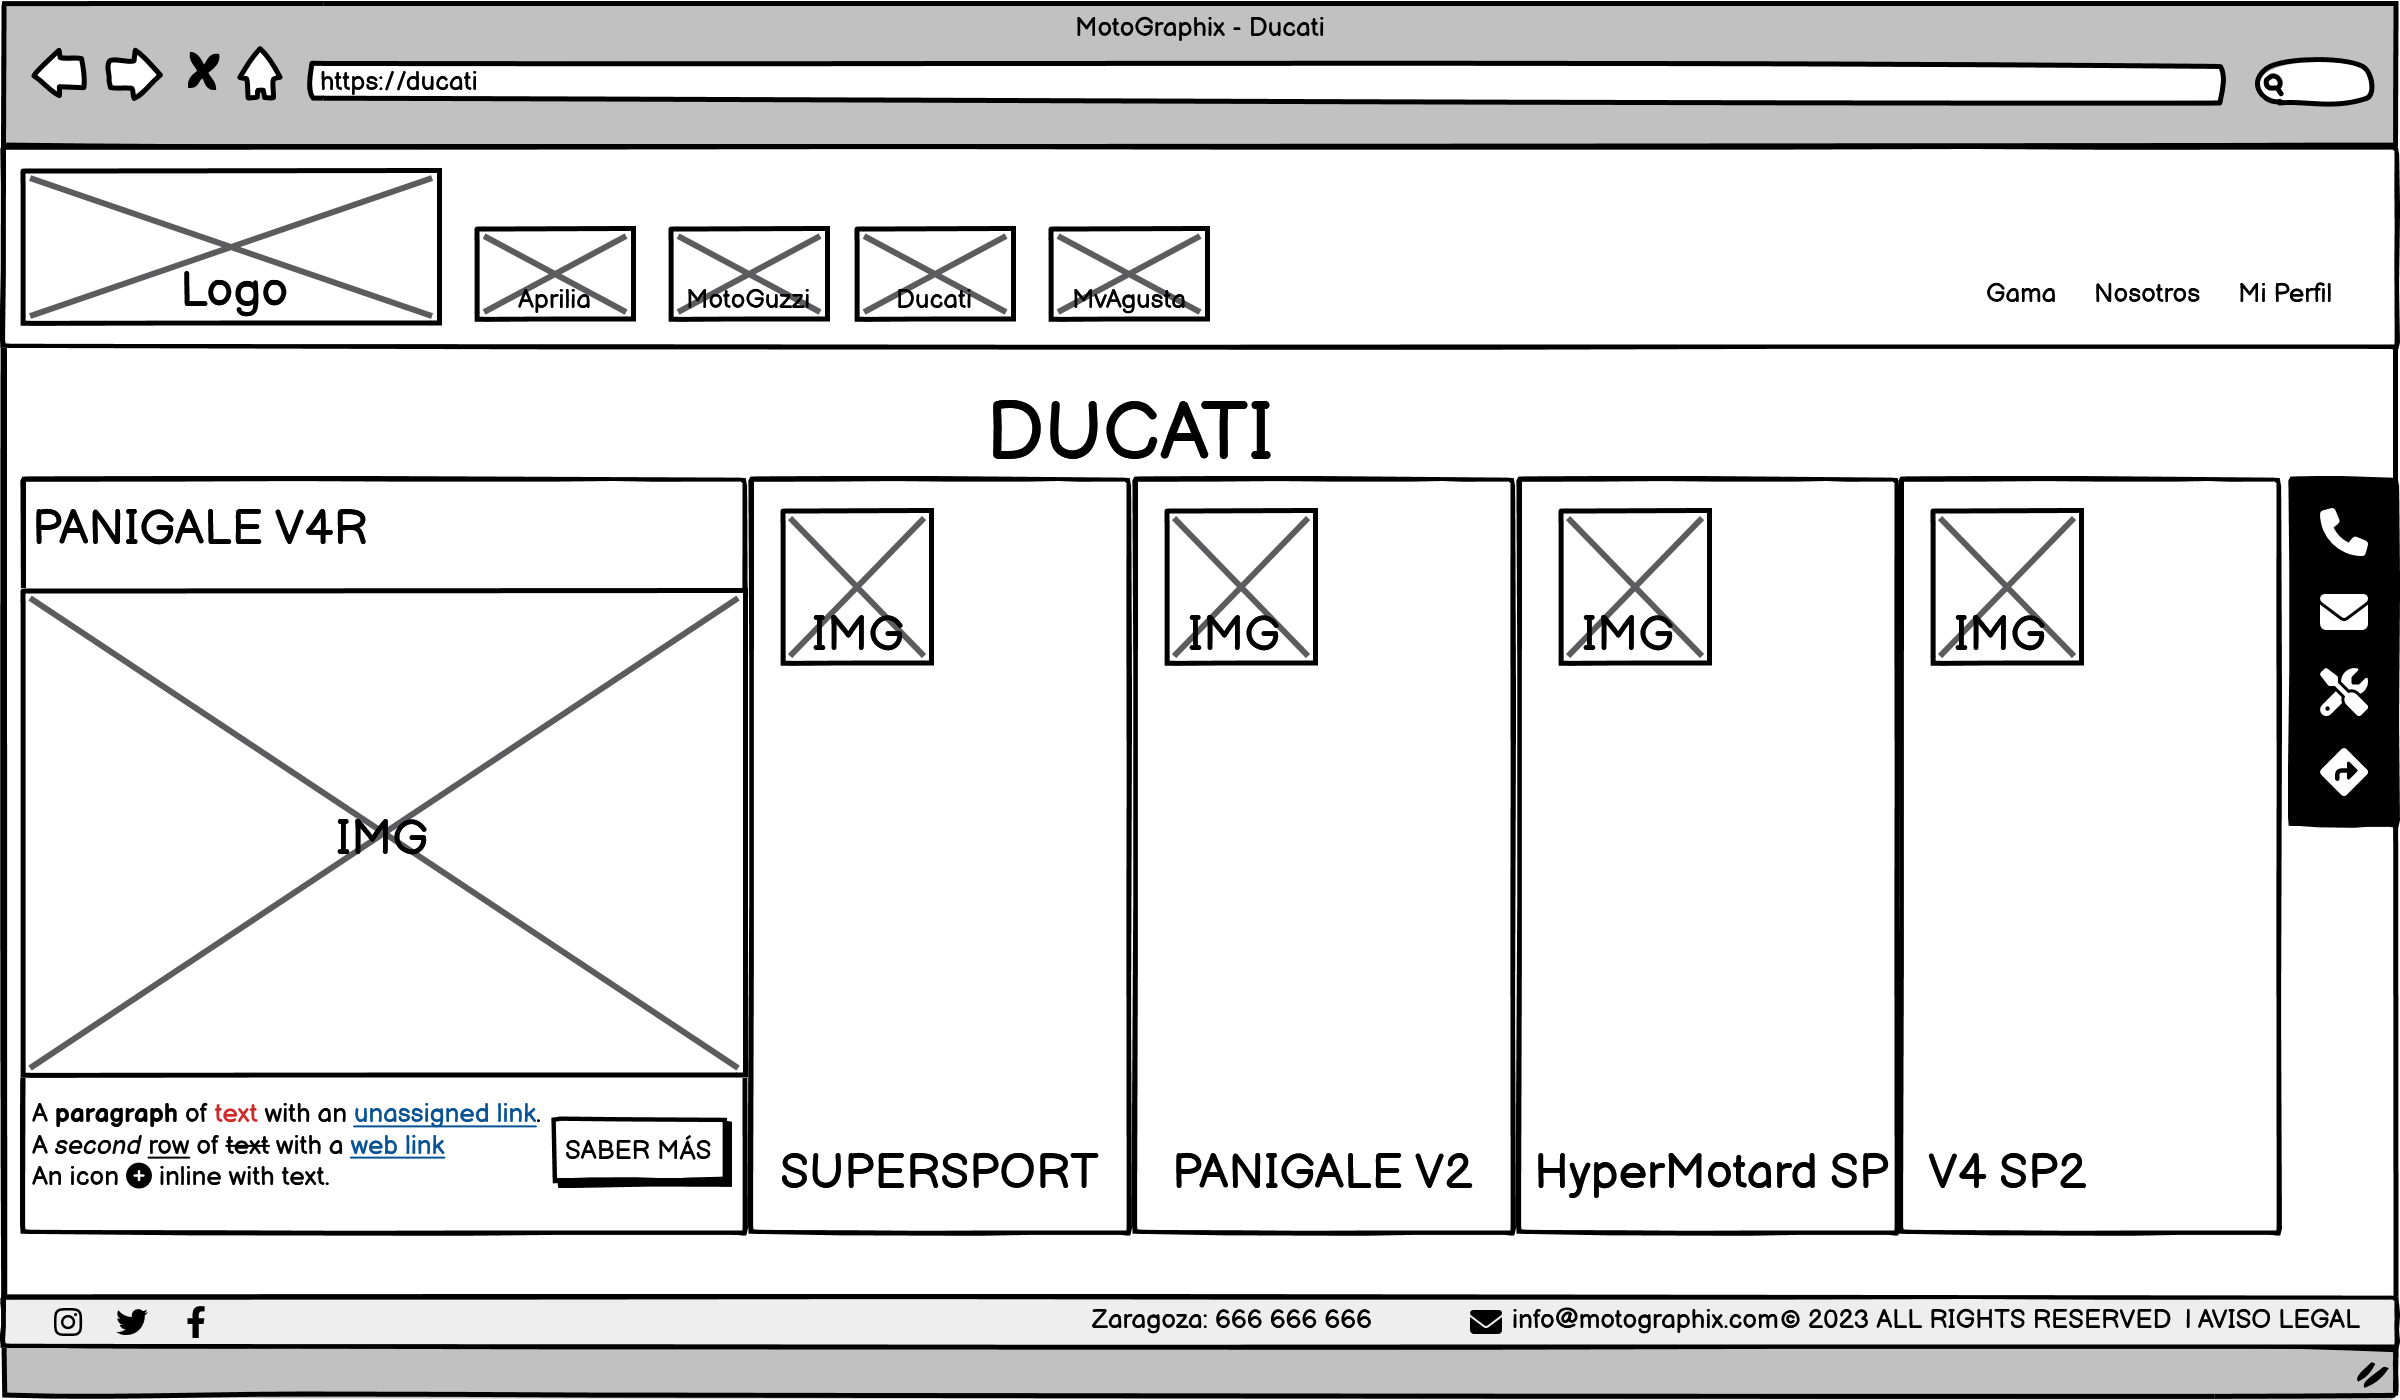 MotoGraphix - Ducati
https://ducati
Logo
Aprilia
MotoGuzzi
Ducati
MvAgusta
Gama
Nosotros
Mi Perfil
DUCATI
PANIGALE V4R
IMG
A paragraph of text with an unassigned link.
A second row of text with a web link
An icon inline with text.
SABER MÁS
IMG
SUPERSPORT
IMG
PANIGALE V2
IMG
HyperMotard SP
IMG
V4 SP2
Zaragoza: 666 666 666
info@motographix.com
© 2023 ALL RIGHTS RESERVED | AVISO LEGAL